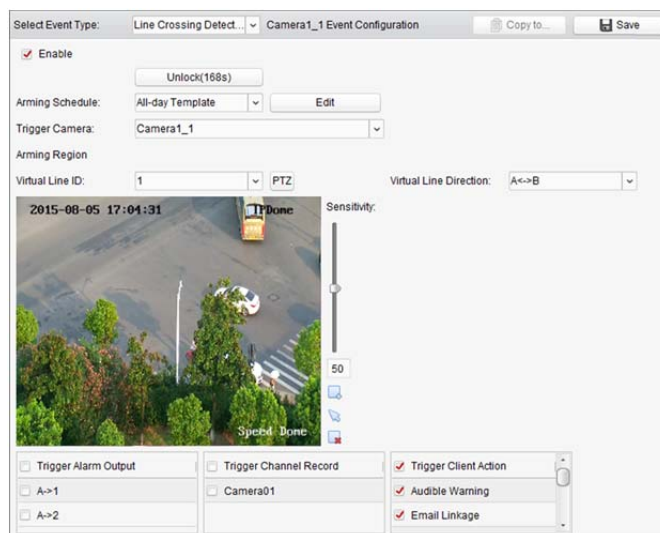 Select Event Type: Line Crossing Detect... Camera1_1 Event Configuration Copy to... Save
Enable
Unlock(168s)
Arming Schedule: All-day Template Edit
Trigger Camera: Camera1_1
Arming Region
Virtual Line ID: 1 PTZ Virtual Line Direction: A<->B
2015-08-05 17:04:31 TPDome
Sensitivity:
50
Speed Dome
Trigger Alarm Output Trigger Channel Record Trigger Client Action
A->1 Camera01 Audible Warning
A->2 Email Linkage